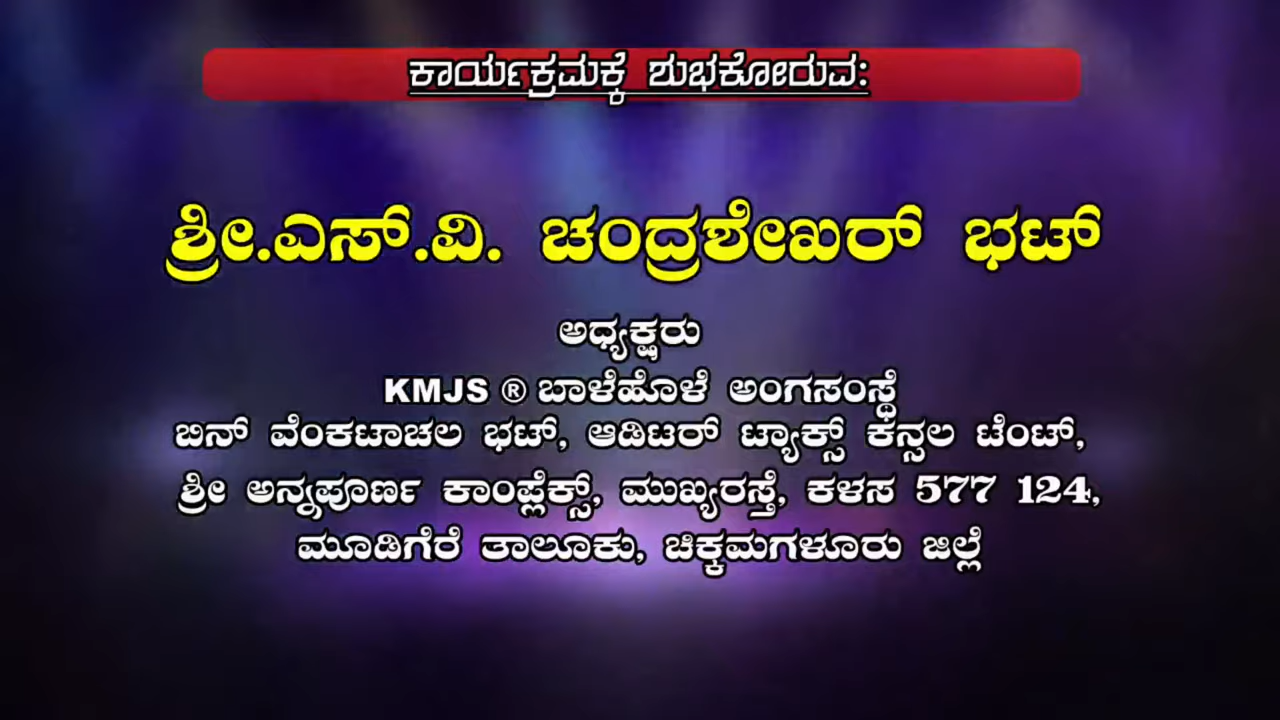 ಕಾರ್ಯಕ್ರಮಕ್ಕೆ ಶುಭಕೋರುವ:
ಶ್ರೀ.ಎಸ್.ವಿ. ಚಂದ್ರಶೇಖರ್ ಭಟ್
ಅಧ್ಯಕ್ಷರು
KMJS ® ಬಾಳೆಹೊಳೆ ಅಂಗಸಂಸ್ಥೆ
ಬಿನ್ ವೆಂಕಟಾಚಲ ಭಟ್, ಆಡಿಟರ್ ಟ್ಯಾಕ್ಸ್ ಕನ್ಸಲ ಟೆಂಟ್,
ಶ್ರೀ ಅನ್ನಪೂರ್ಣ ಕಾಂಪ್ಲೆಕ್ಸ್, ಮುಖ್ಯರಸ್ತೆ, ಕಳಸ 577 124,
ಮೂಡಿಗೆರೆ ತಾಲೂಕು, ಚಿಕ್ಕಮಗಳೂರು ಜಿಲ್ಲೆ